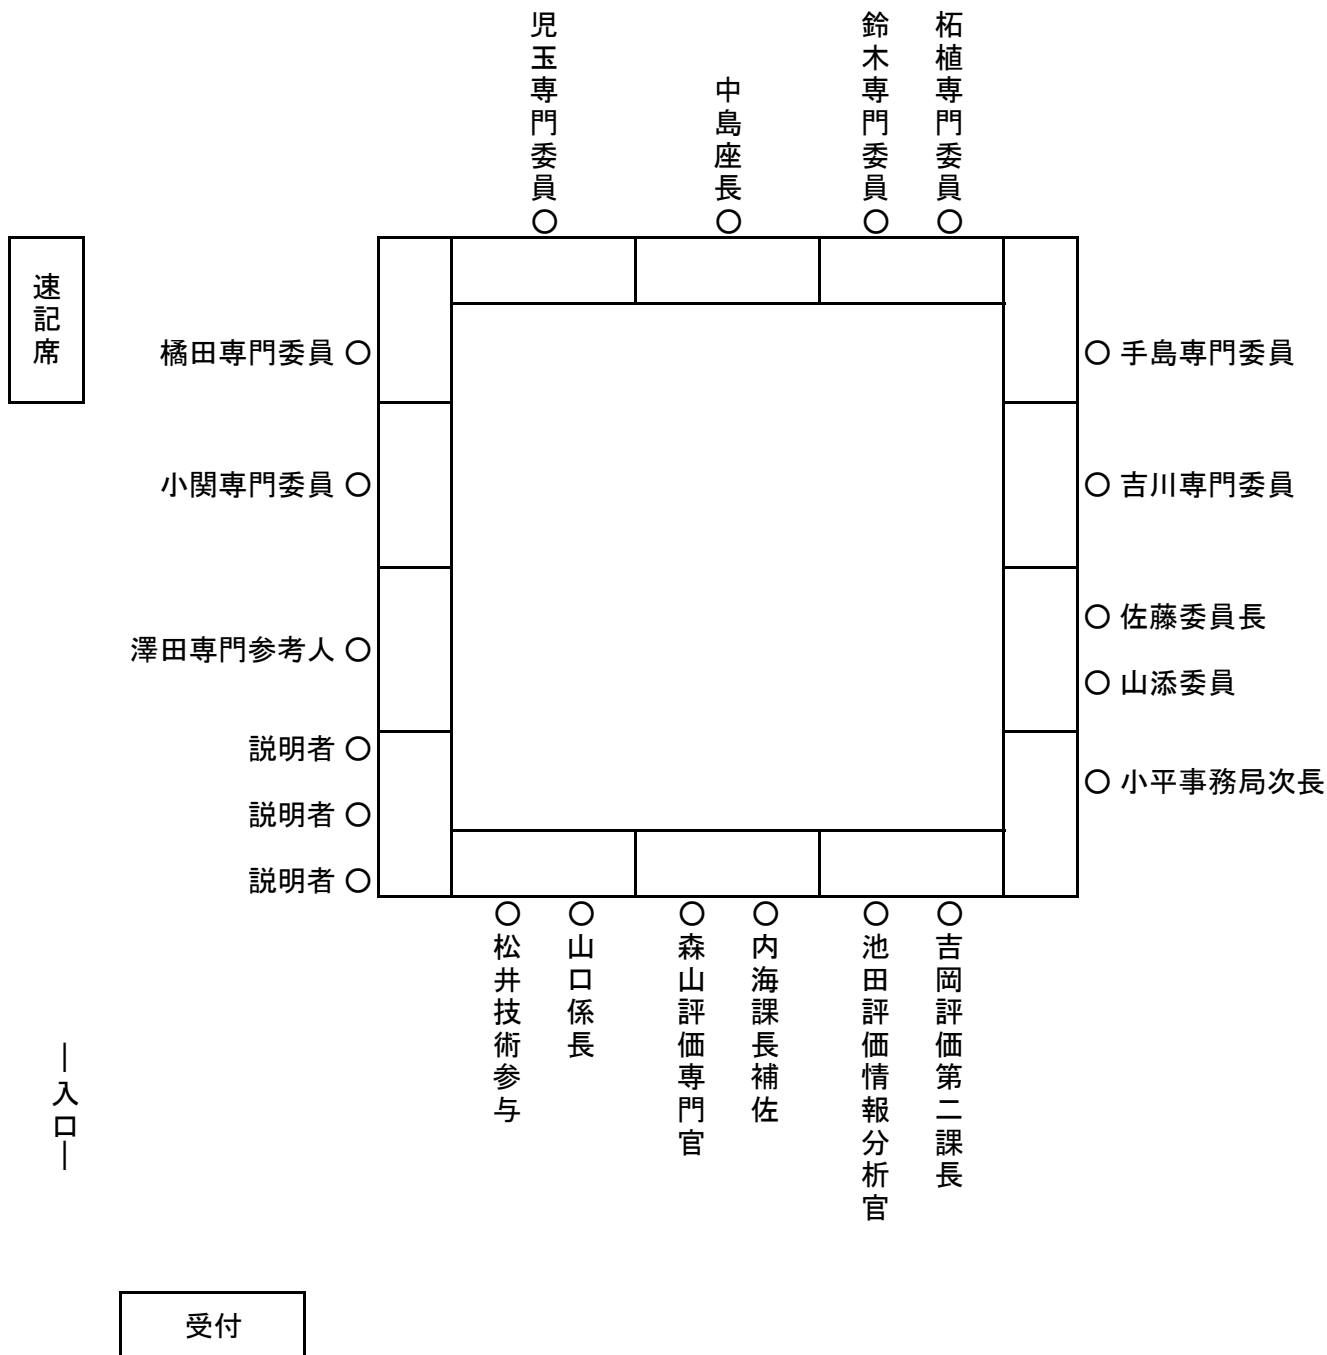 児玉専門委員○
中島座長○
鈴木専門委員○
柘植専門委員○
速記席
橘田専門委員 ○
○ 手島専門委員
小関専門委員 ○
○ 吉川専門委員
○ 佐藤委員長
澤田専門参考人 ○
○ 山添委員
説明者 ○
○ 小平事務局次長
説明者 ○
説明者 ○
○松井技術参与
○山口係長
○森山評価専門官
○内海課長補佐
○池田評価情報分析官
○吉岡評価第二課長
|入口|
受付